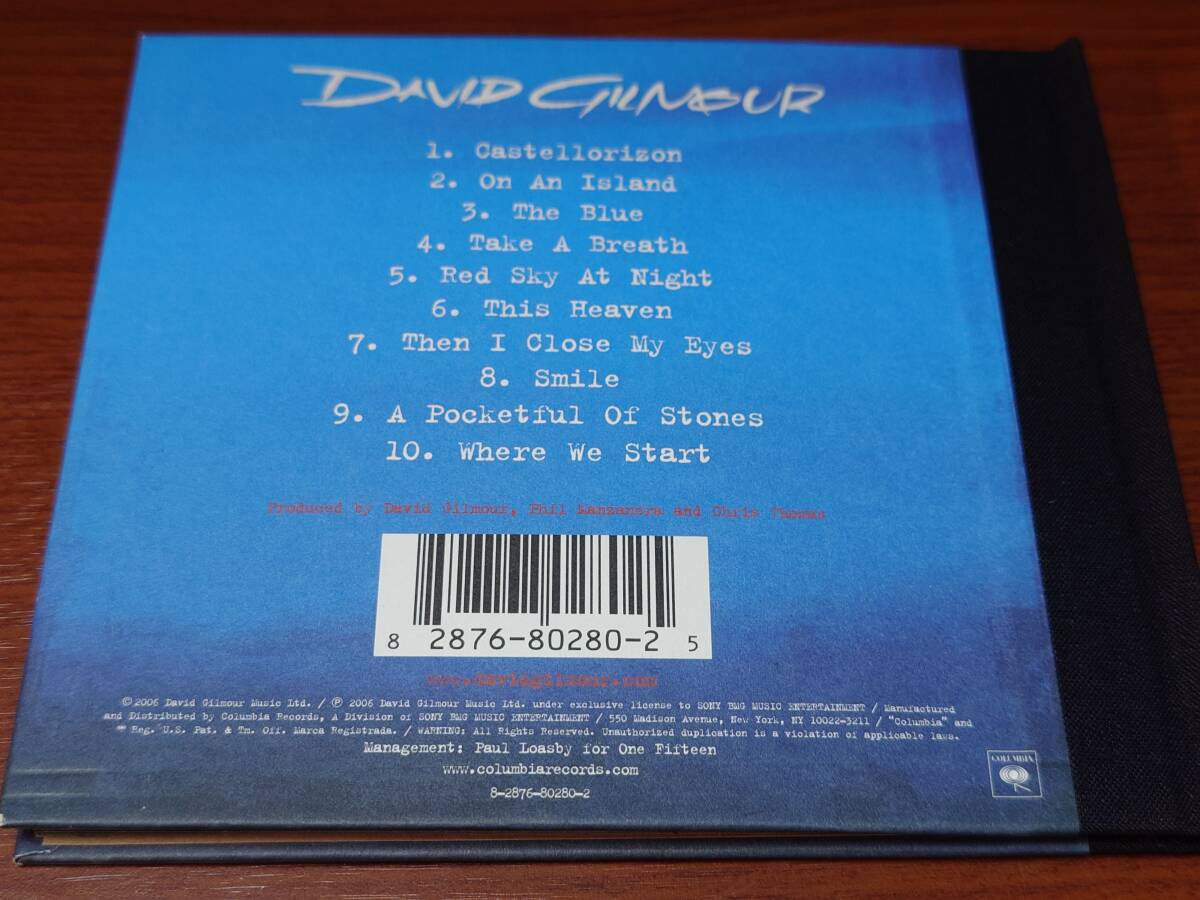 DAVID GILMOUR
1. Castellorizon
2. On An Island
3. The Blue
4. Take A Breath
5. Red Sky At Night
6. This Heaven
7. Then I Close My Eyes
8. Smile
9. A Pocketful Of Stones
10. Where We Start
Produced by David Gilmour, Phil Manzanera and Chris Thomas
8 2876-80280-2 5
www.davidgilmour.com
©2006 David Gilmour Music Ltd. / ℗ 2006 David Gilmour Music Ltd. under exclusive license to SONY BMG MUSIC ENTERTAINMENT / Manufactured
and Distributed by Columbia Records, A Division of SONY BMG MUSIC ENTERTAINMENT / 550 Madison Avenue, New York, NY 10022-3211 / "Columbia" and
Reg. U.S. Pat. & Tm. Off. Marca Registrada. / WARNING: All Rights Reserved. Unauthorized duplication is a violation of applicable laws.
Management: Paul Loasby for One Fifteen
www.columbiarecords.com
8-2876-80280-2
COLUMBIA